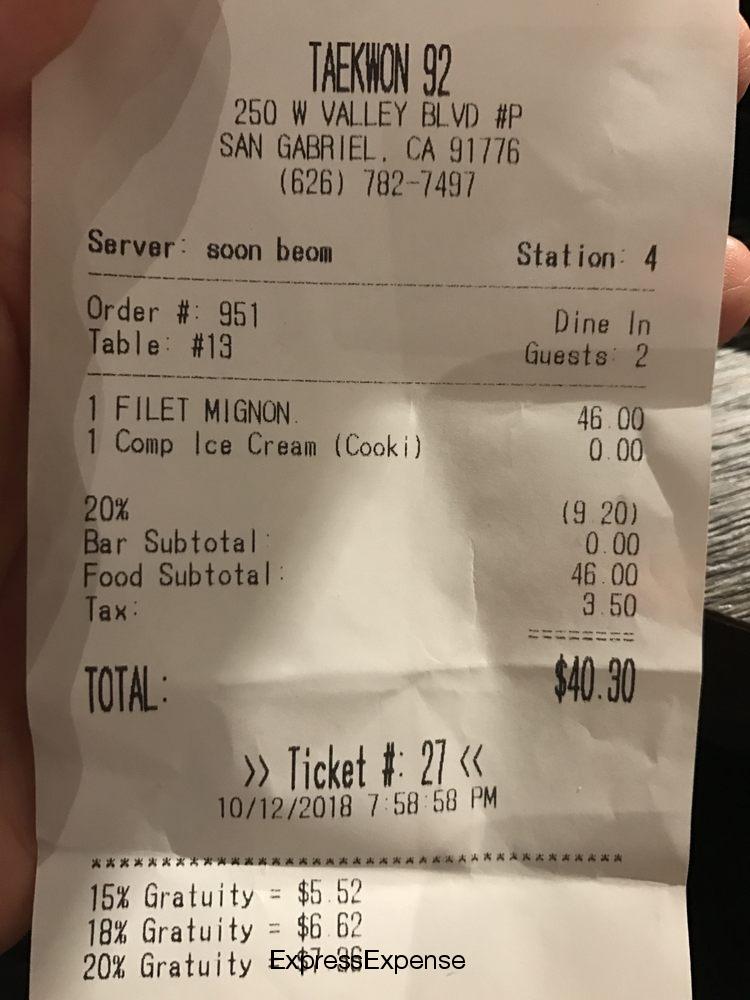 TAEKWON 92
250 W VALLEY BLVD #P
SAN GABRIEL, CA 91776
(626) 782-7497
Server: soon beom Station: 4
Order #: 951 Dine In
Table: #13 Guests: 2
1 FILET MIGNON. 46.00
1 Comp Ice Cream (Cooki) 0.00
20% (9.20)
Bar Subtotal: 0.00
Food Subtotal: 46.00
Tax: 3.50
========
TOTAL: $40.30
>> Ticket #: 27 <<
10/12/2018 7:58:58 PM
**************************************
15% Gratuity = $5.52
18% Gratuity = $6.62
20% Gratuity = $7.36
ExpressExpense